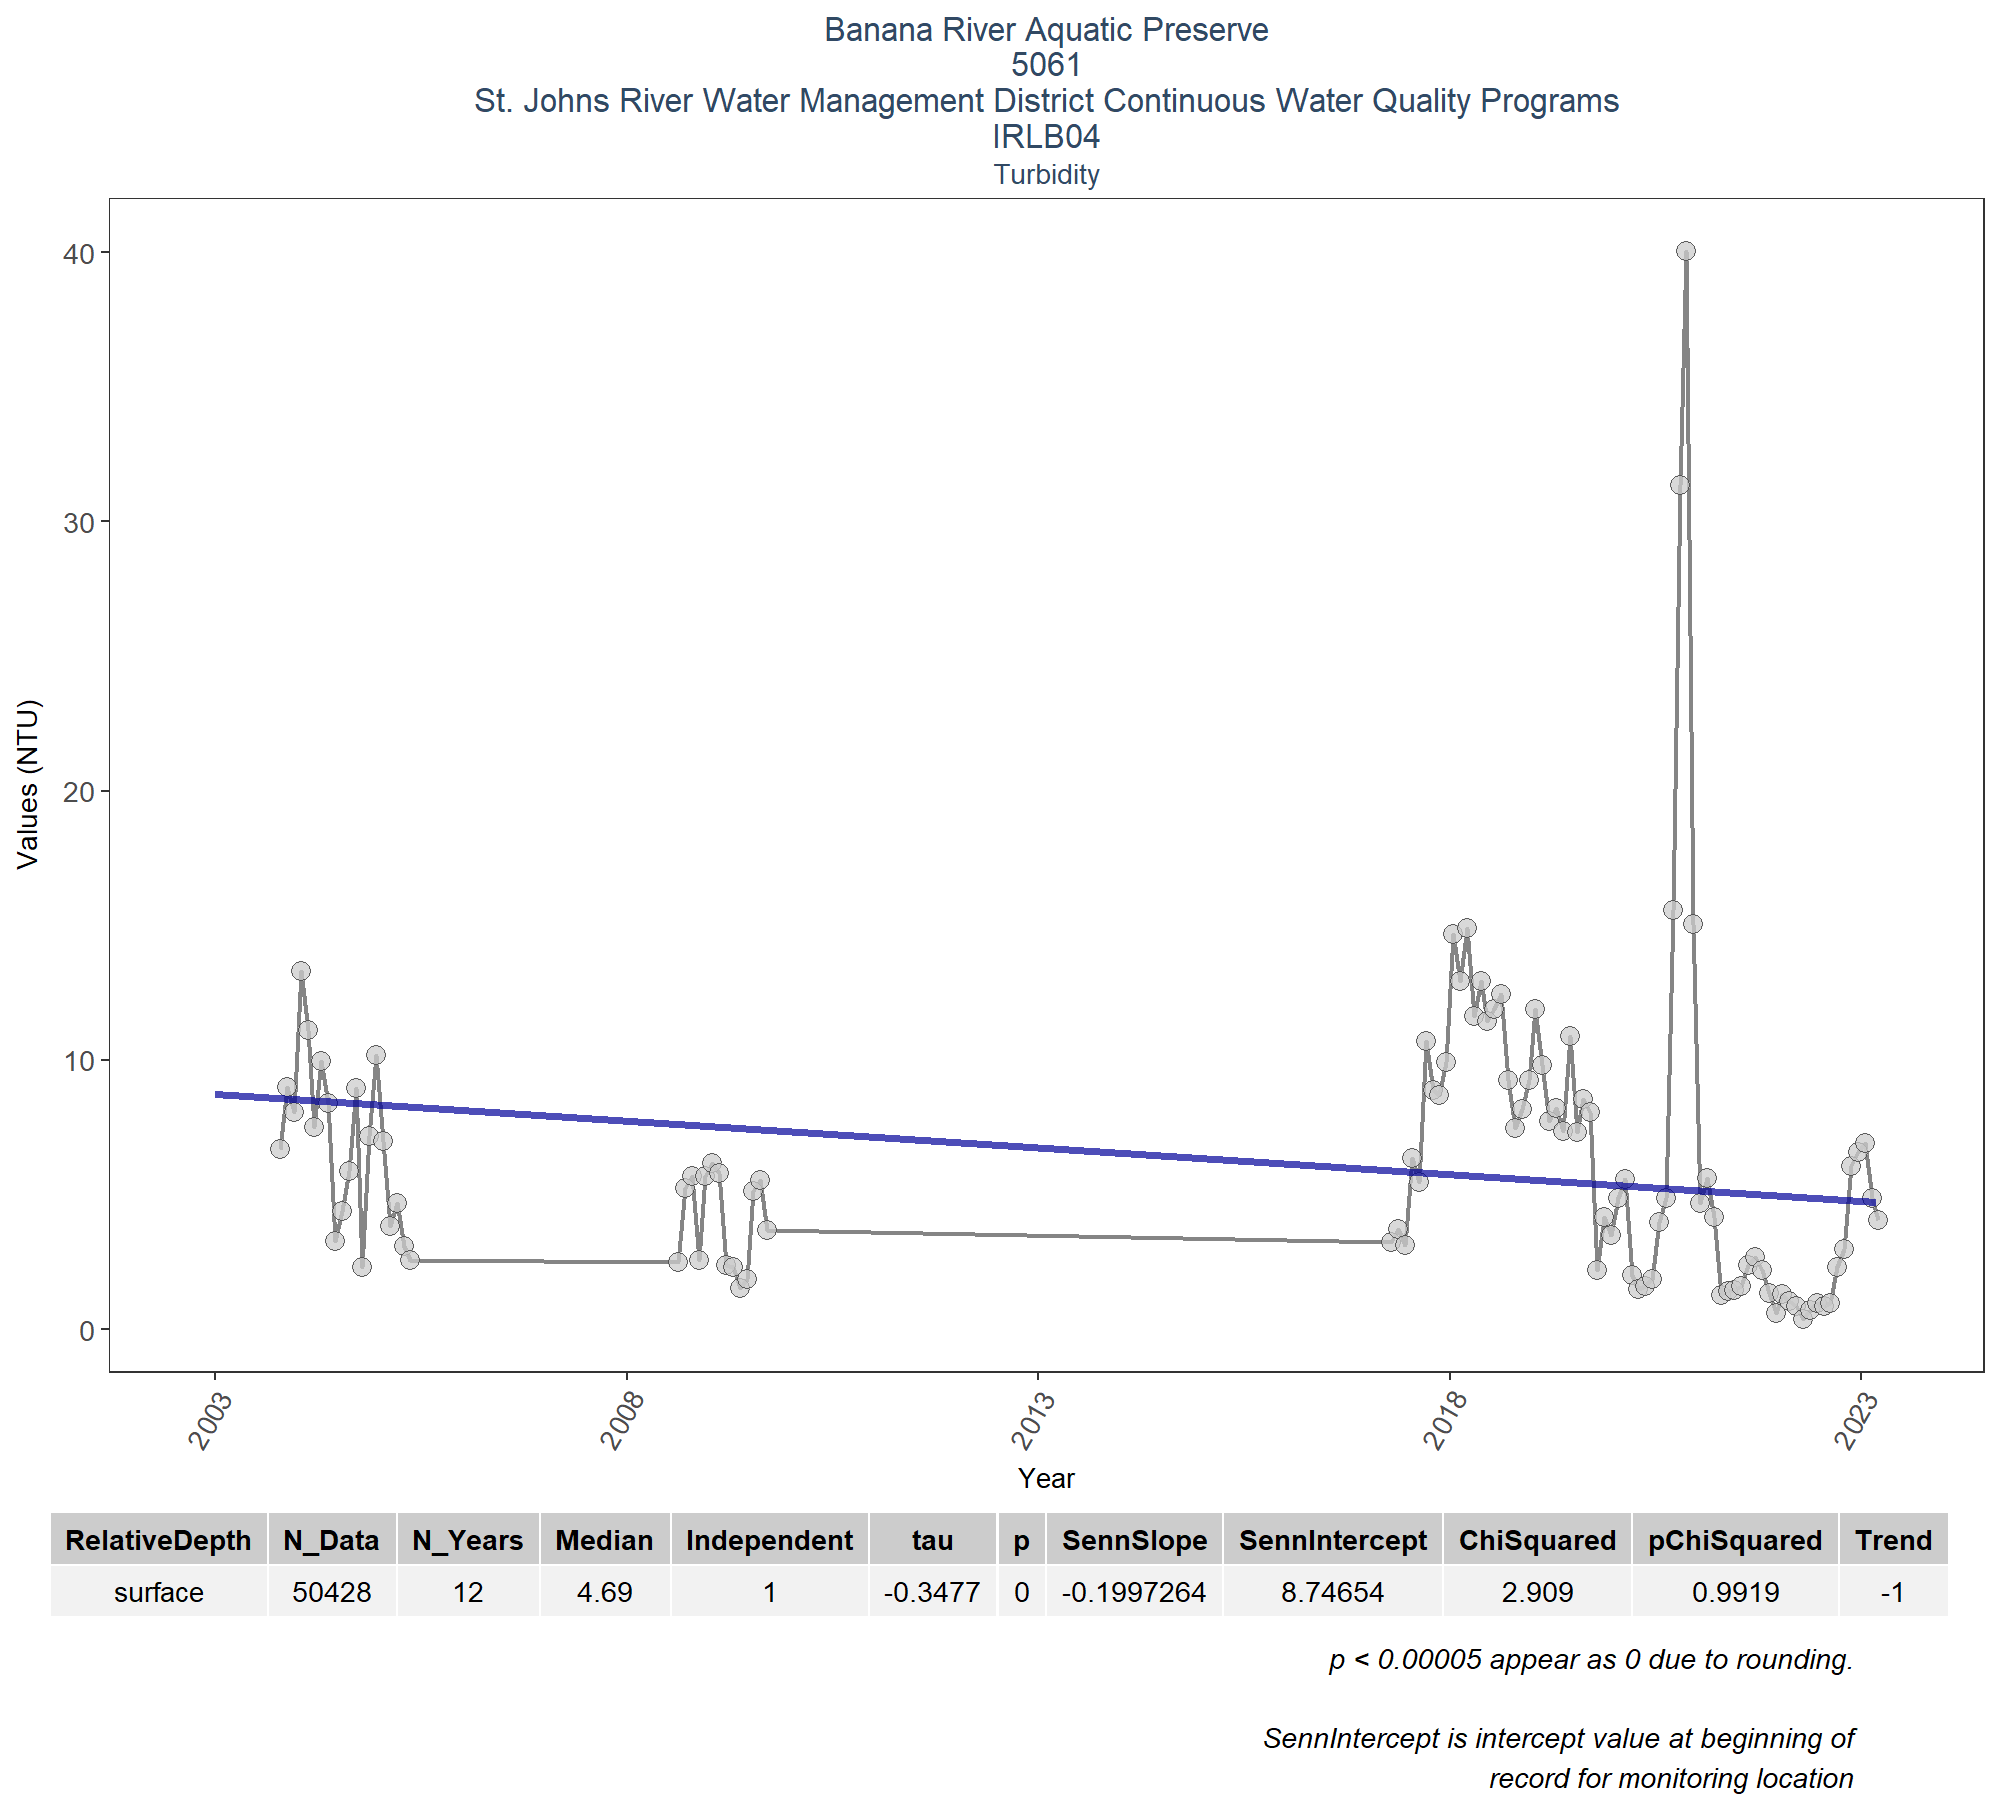 Banana River Aquatic Preserve
5061
St. Johns River Water Management District Continuous Water Quality Programs
IRLB04
Turbidity
Values (NTU)
40
30
20
10
0
2003 2008 2013 2018 2023
Year
RelativeDepth N_Data N_Years Median Independent tau p SennSlope SennIntercept ChiSquared pChiSquared Trend
surface 50428 12 4.69 1 -0.3477 0 -0.1997264 8.74654 2.909 0.9919 -1
p < 0.00005 appear as 0 due to rounding.
SennIntercept is intercept value at beginning of
record for monitoring location